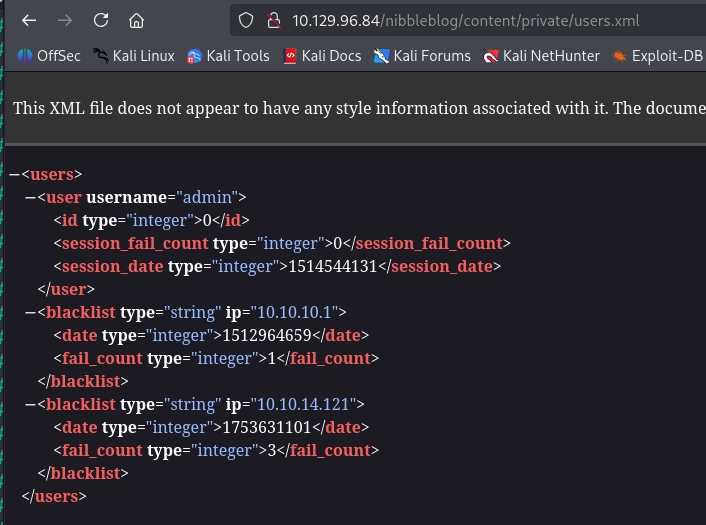 10.129.96.84/nibbleblog/content/private/users.xml
OffSec Kali Linux Kali Tools Kali Docs Kali Forums Kali NetHunter Exploit-DB
This XML file does not appear to have any style information associated with it. The docume
−<users>
−<user username="admin">
<id type="integer">0</id>
<session_fail_count type="integer">0</session_fail_count>
<session_date type="integer">1514544131</session_date>
</user>
−<blacklist type="string" ip="10.10.10.1">
<date type="integer">1512964659</date>
<fail_count type="integer">1</fail_count>
</blacklist>
−<blacklist type="string" ip="10.10.14.121">
<date type="integer">1753631101</date>
<fail_count type="integer">3</fail_count>
</blacklist>
</users>